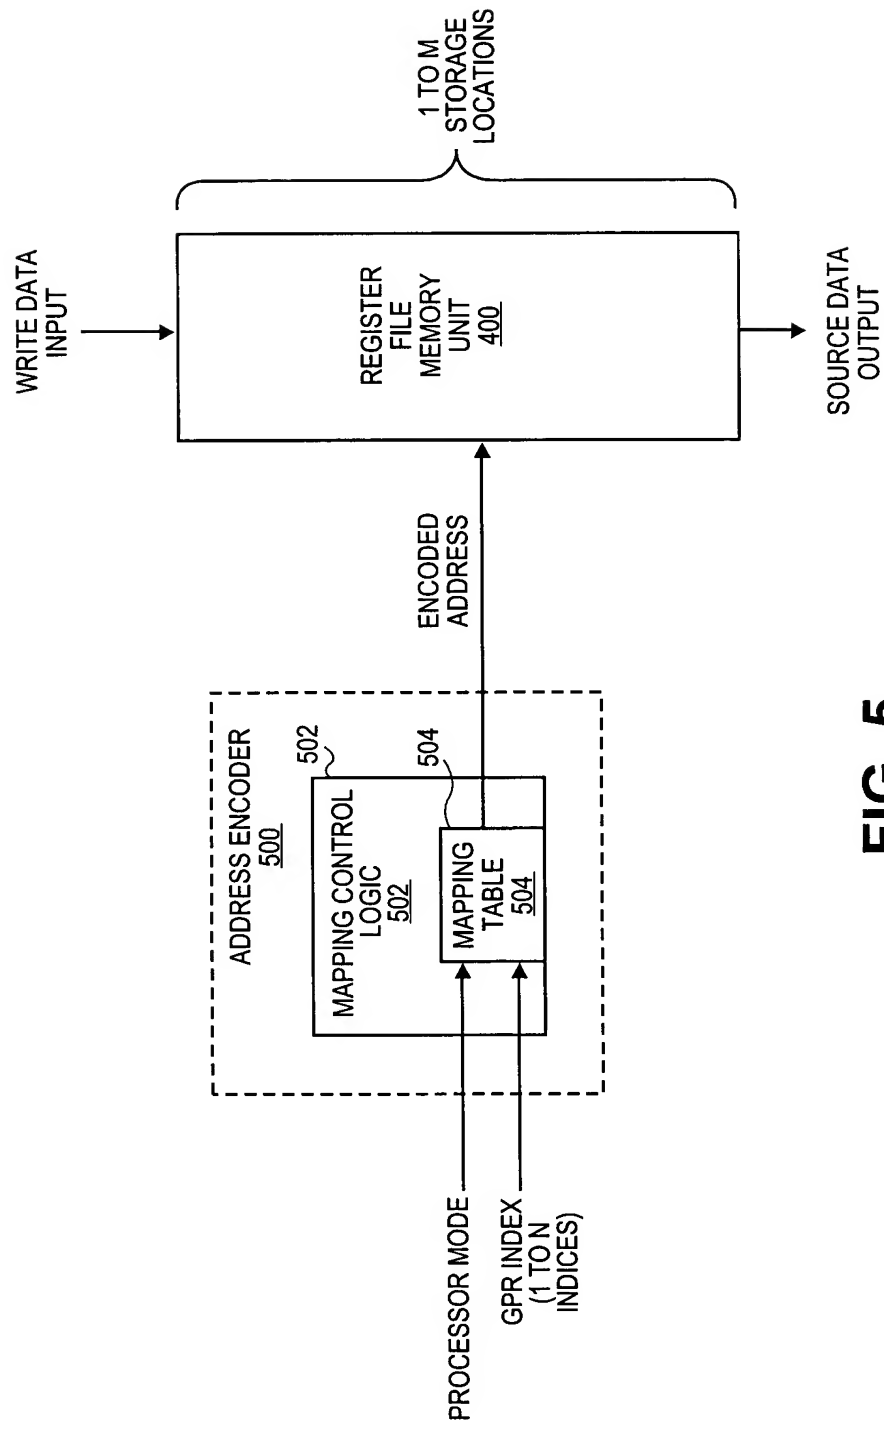 WRITE DATA
INPUT
1 TO M
STORAGE
LOCATIONS
REGISTER
FILE
MEMORY
UNIT
400
SOURCE DATA
OUTPUT
ENCODED
ADDRESS
ADDRESS ENCODER
500
502
MAPPING CONTROL
LOGIC
502
504
MAPPING
TABLE
504
PROCESSOR MODE
GPR INDEX
(1 TO N
INDICES)
FIG. 5